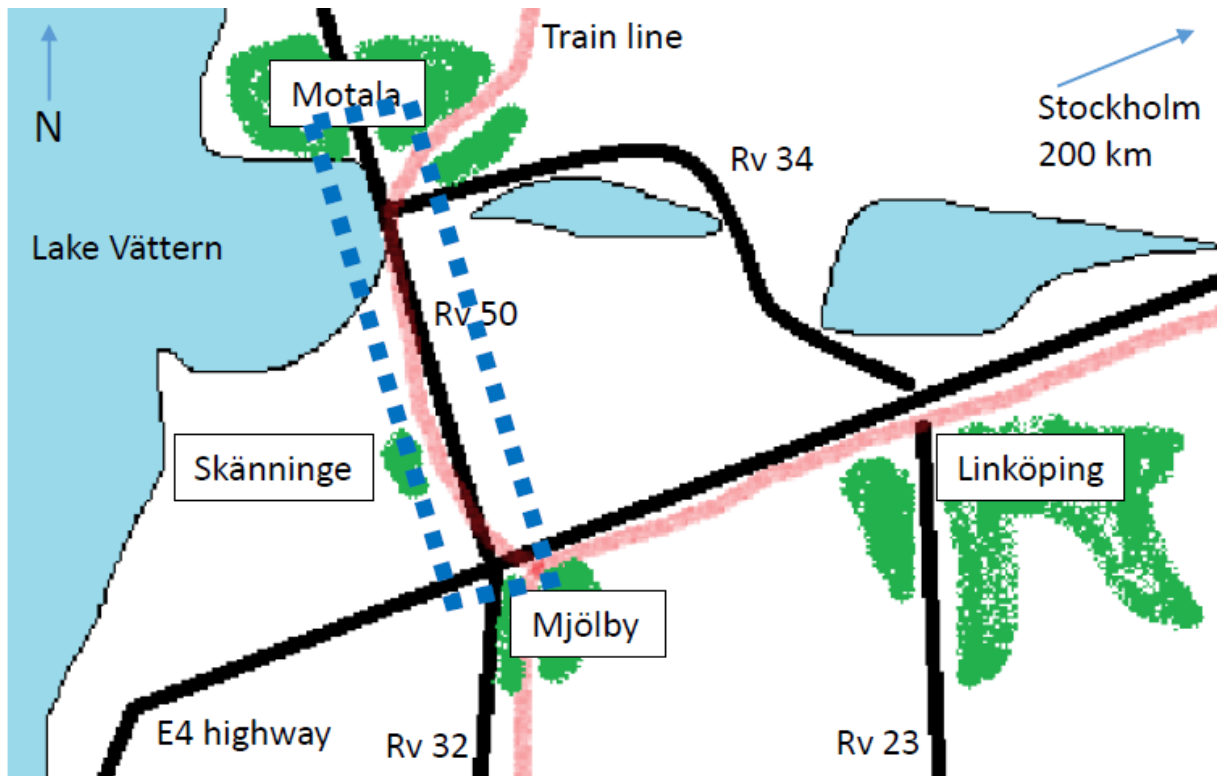 Train line
Motala
N
Stockholm
200 km
Rv 34
Lake Vättern
Rv 50
Skänninge
Linköping
Mjölby
E4 highway
Rv 32
Rv 23